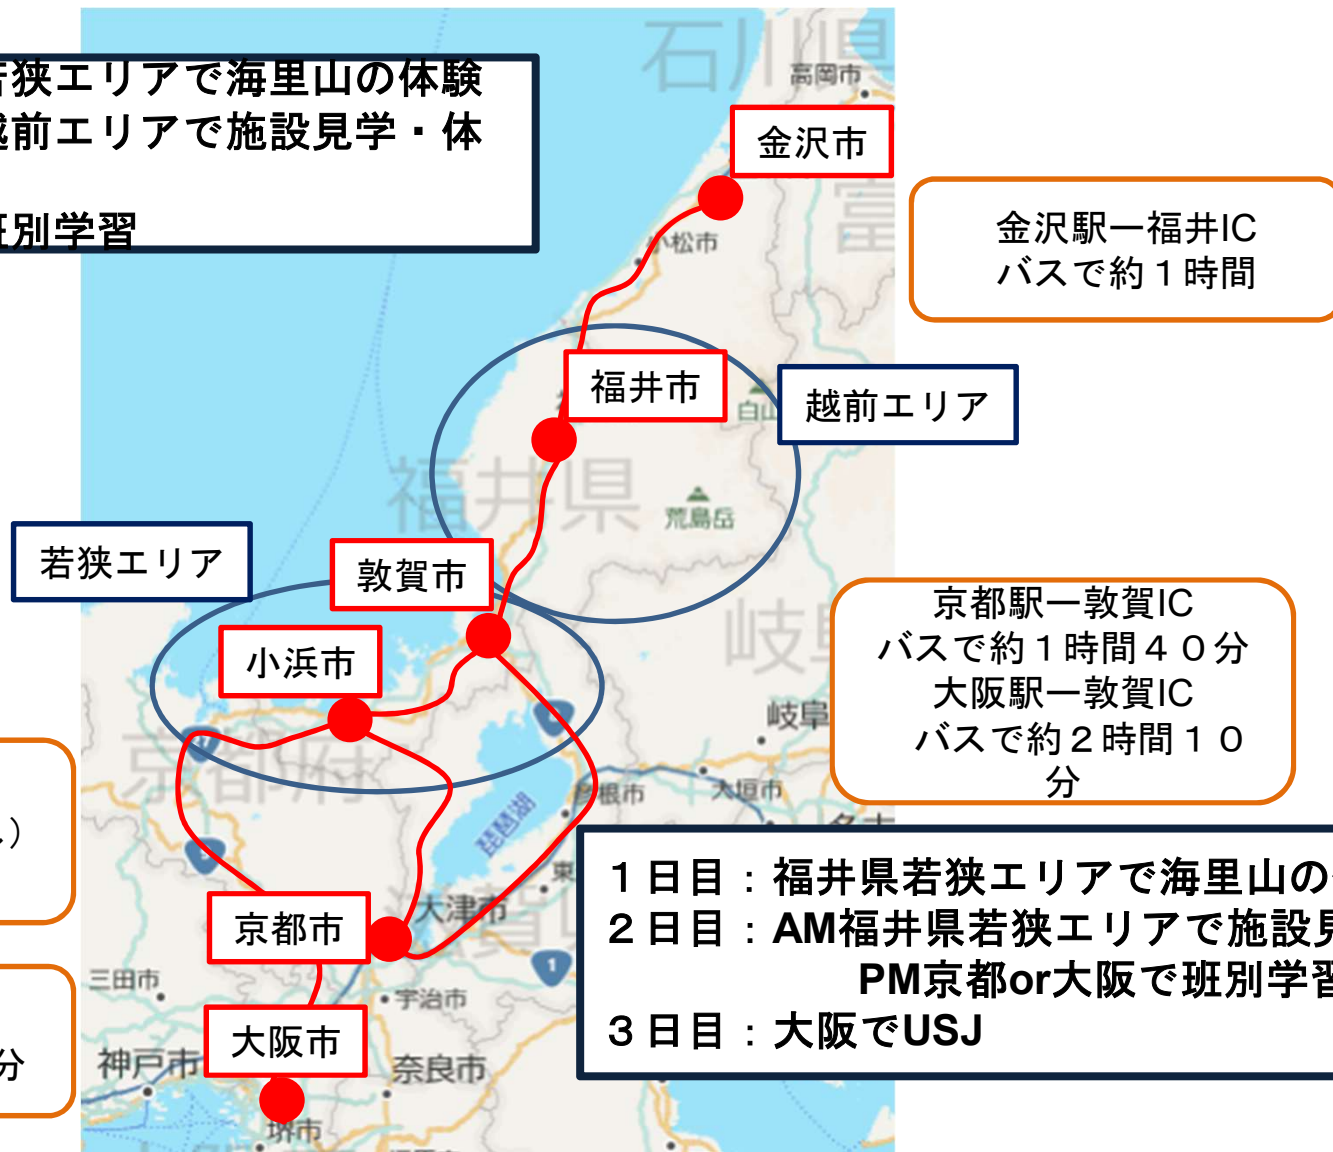 若狭エリアで海里山の体験
越前エリアで施設見学・体
班別学習
石川県
高岡市
金沢市
小松市
金沢駅ー福井IC
バスで約１時間
福井市
白山
越前エリア
福井県
荒島岳
若狭エリア
敦賀市
小浜市
京都駅ー敦賀IC
バスで約１時間４０分
大阪駅ー敦賀IC
バスで約２時間１０
分
岐阜
京都府
彦根市
大垣市
琵琶湖
大津市
京都市
１日目：福井県若狭エリアで海里山の
２日目：AM福井県若狭エリアで施設見
PM京都or大阪で班別学習
３日目：大阪でUSJ
三田市
宇治市
1
大阪市
神戸市
奈良市
分
堺市